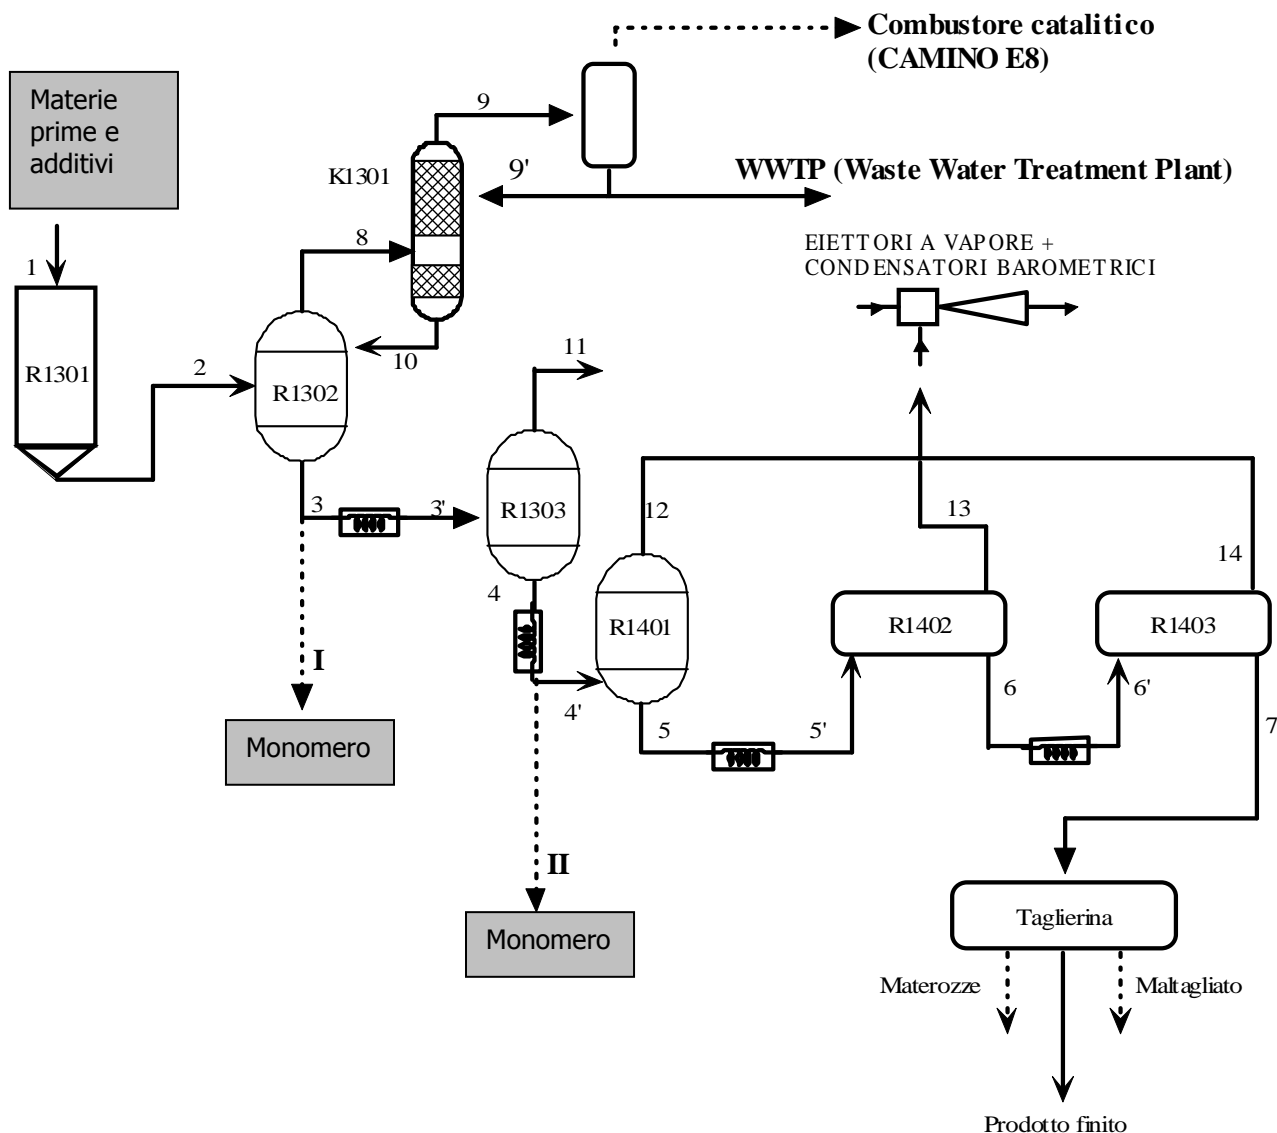 Combustore catalitico
(CAMINO E8)
Materie
prime e
additivi
9
K1301
9'
WWTP (Waste Water Treatment Plant)
8
EIETTORI A VAPORE +
CONDENSATORI BAROMETRICI
1
10
11
R1301
2
R1302
3
3'
R1303
12
13
14
4
R1401
R1402
R1403
I
4'
5
5'
6
6'
7
Monomero
II
Monomero
Taglierina
Materozze
Maltagliato
Prodotto finito